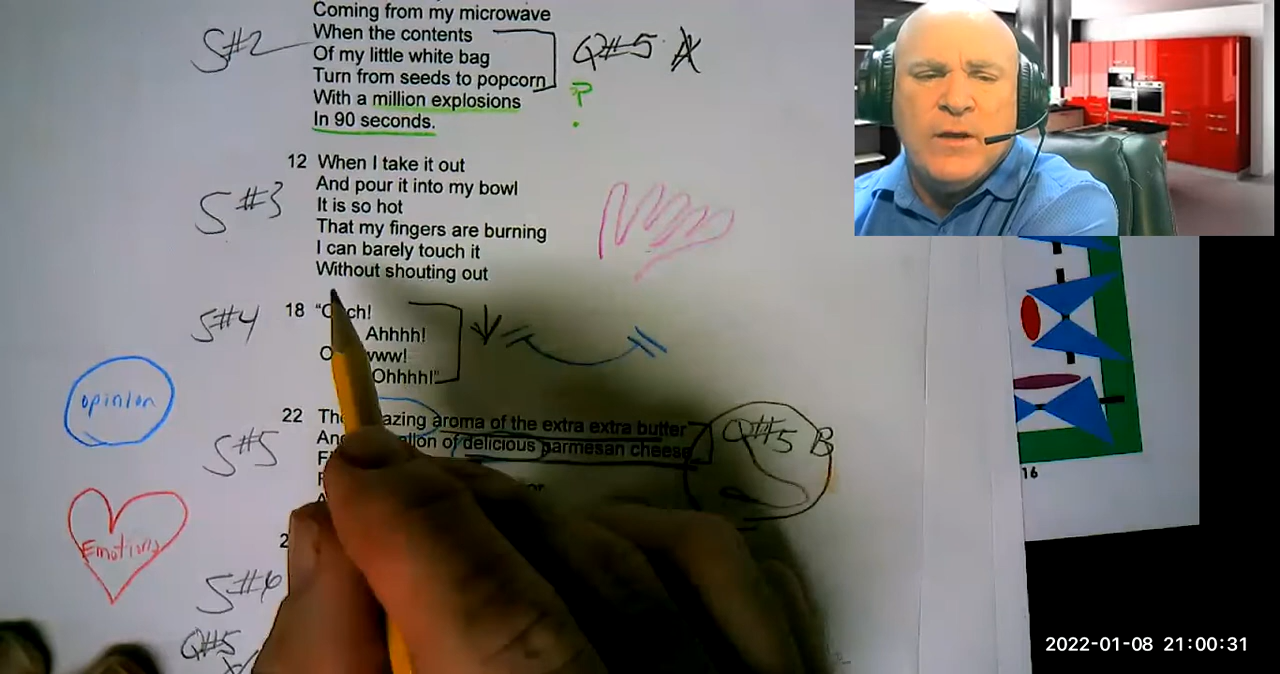 Coming from my microwave
S#2 When the contents
Of my little white bag Q#5 A
Turn from seeds to popcorn
With a million explosions ?
In 90 seconds.
12 When I take it out
And pour it into my bowl
S#3 It is so hot
That my fingers are burning
I can barely touch it
Without shouting out
S#4 18
Ahhhh!
Ohhhh!"
opinion
22 aroma of the extra extra butter
S#5 of delicious parmesan cheese Q#5 B
16
Emotions
S#6
Q#5
2022-01-08 21:00:31